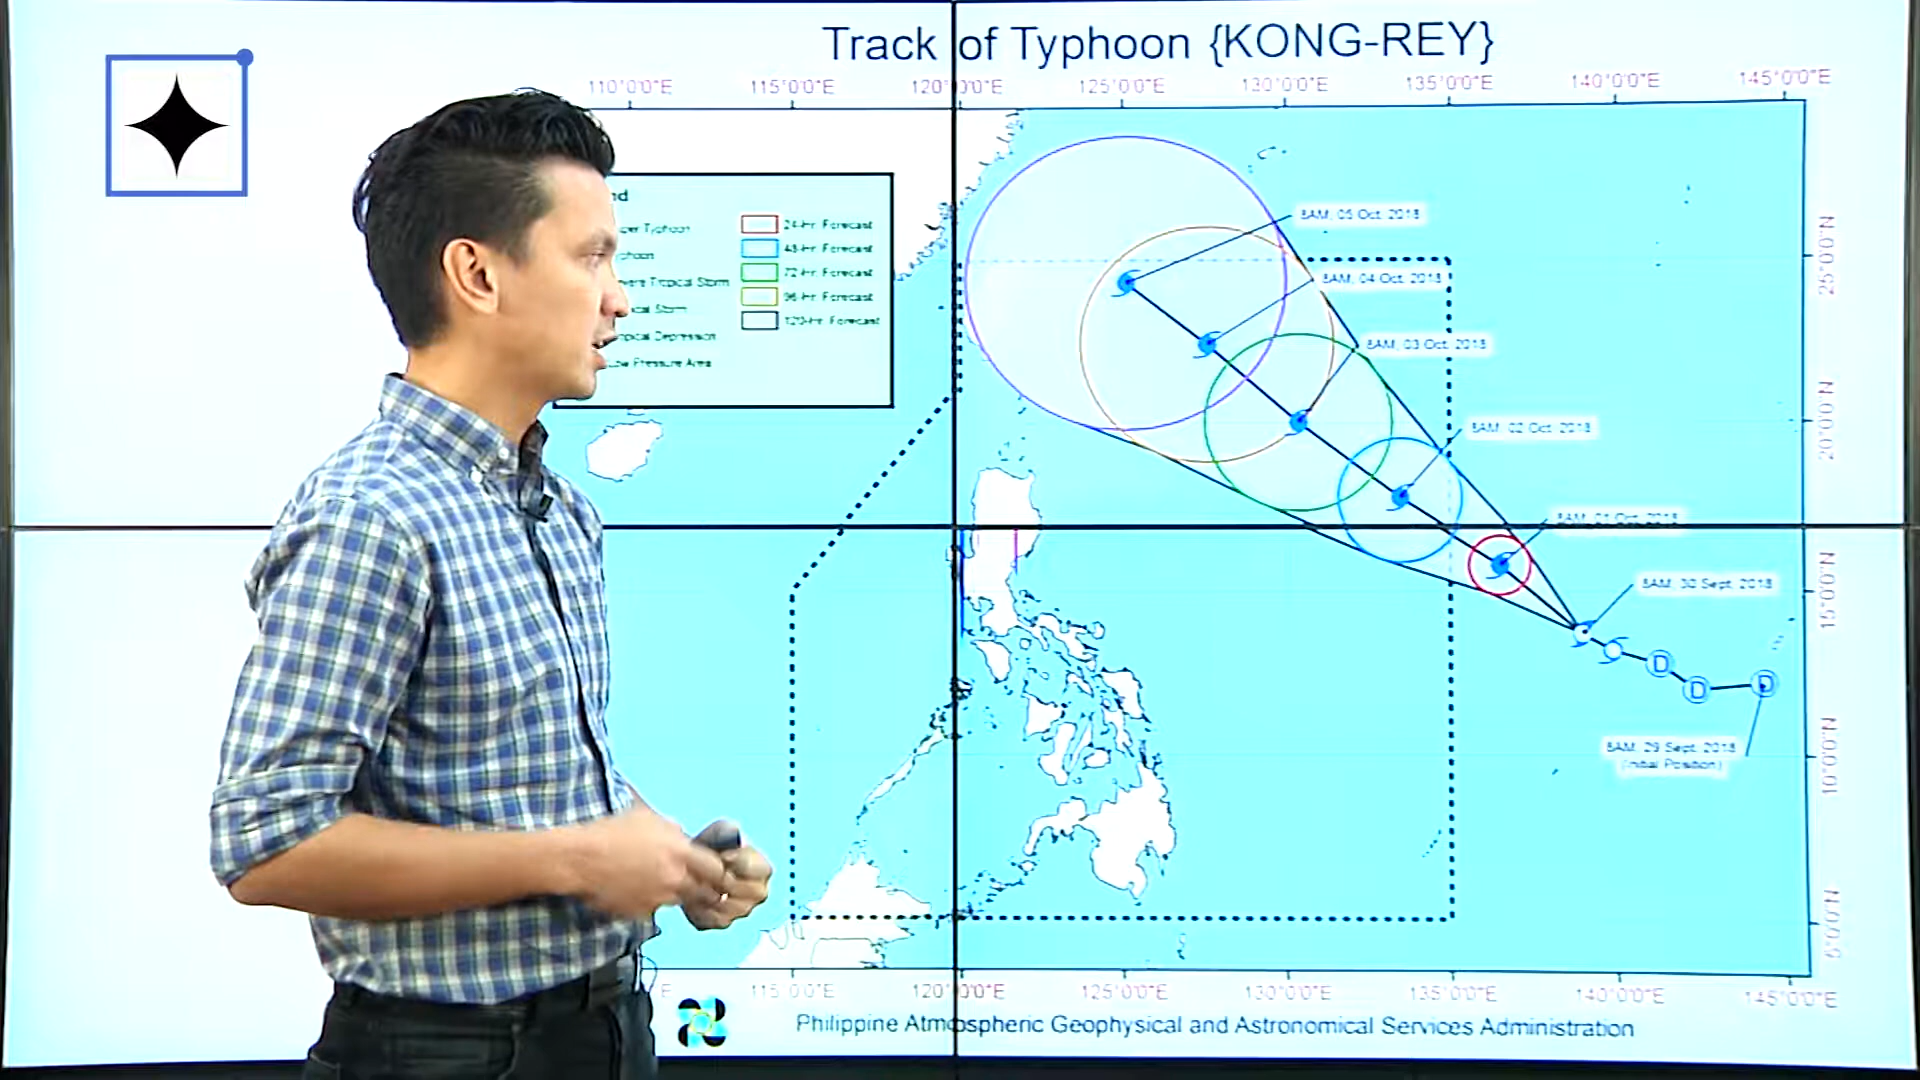 Track of Typhoon {KONG-REY}
110°0'0"E 115°0'0"E 120°0'0"E 125°0'0"E 130°0'0"E 135°0'0"E 140°0'0"E 145°0'0"E
24-Hr. Forecast
48-Hr. Forecast
72-Hr. Forecast
Tropical Storm
96-Hr. Forecast
120-Hr. Forecast
Depression
Low Pressure Area
8AM, 05 Oct. 2018
8AM, 04 Oct. 2018
8AM, 03 Oct. 2018
8AM, 02 Oct. 2018
8AM, 01 Oct. 2018
8AM, 30 Sept. 2018
D
D
D
8AM, 29 Sept. 2018
(Initial Position)
25°0'0"N
20°0'0"N
15°0'0"N
10°0'0"N
5°0'0"N
115°0'0"E 120°0'0"E 125°0'0"E 130°0'0"E 135°0'0"E 140°0'0"E 145°0'0"E
Philippine Atmospheric Geophysical and Astronomical Services Administration